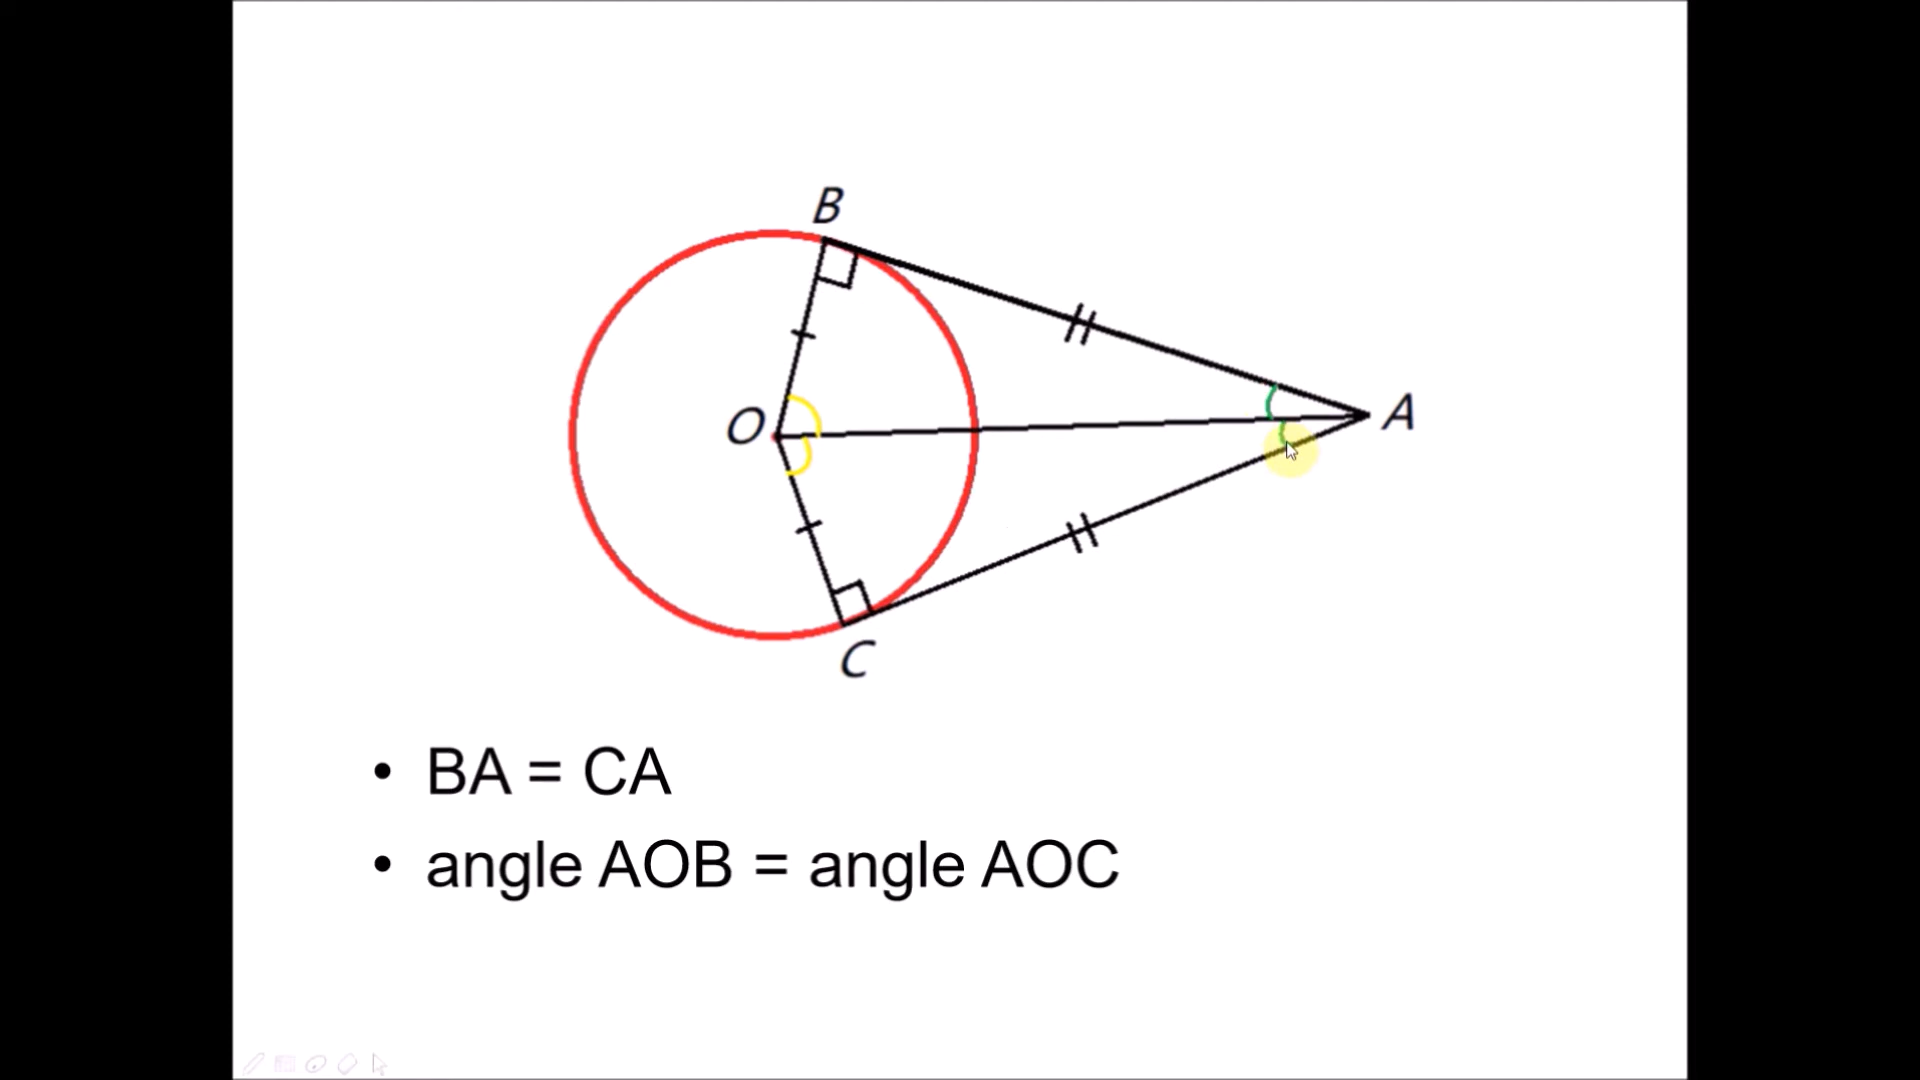 B
O
A
C
• BA = CA
• angle AOB = angle AOC